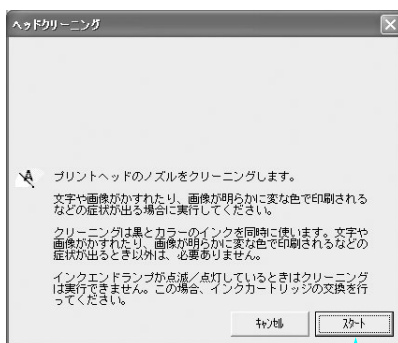 ヘッドクリーニング
プリントヘッドのノズルをクリーニングします。
文字や画像がかすれたり、画像が明らかに変な色で印刷される
などの症状が出る場合に実行してください。
クリーニングは黒とカラーのインクを同時に使います。文字や
画像がかすれたり、画像が明らかに変な色で印刷されるなどの
症状が出るとき以外は、必要ありません。
インクエンドランプが点滅／点灯しているときはクリーニング
は実行できません。この場合、インクカートリッジの交換を行
ってください。
キャンセル
スタート